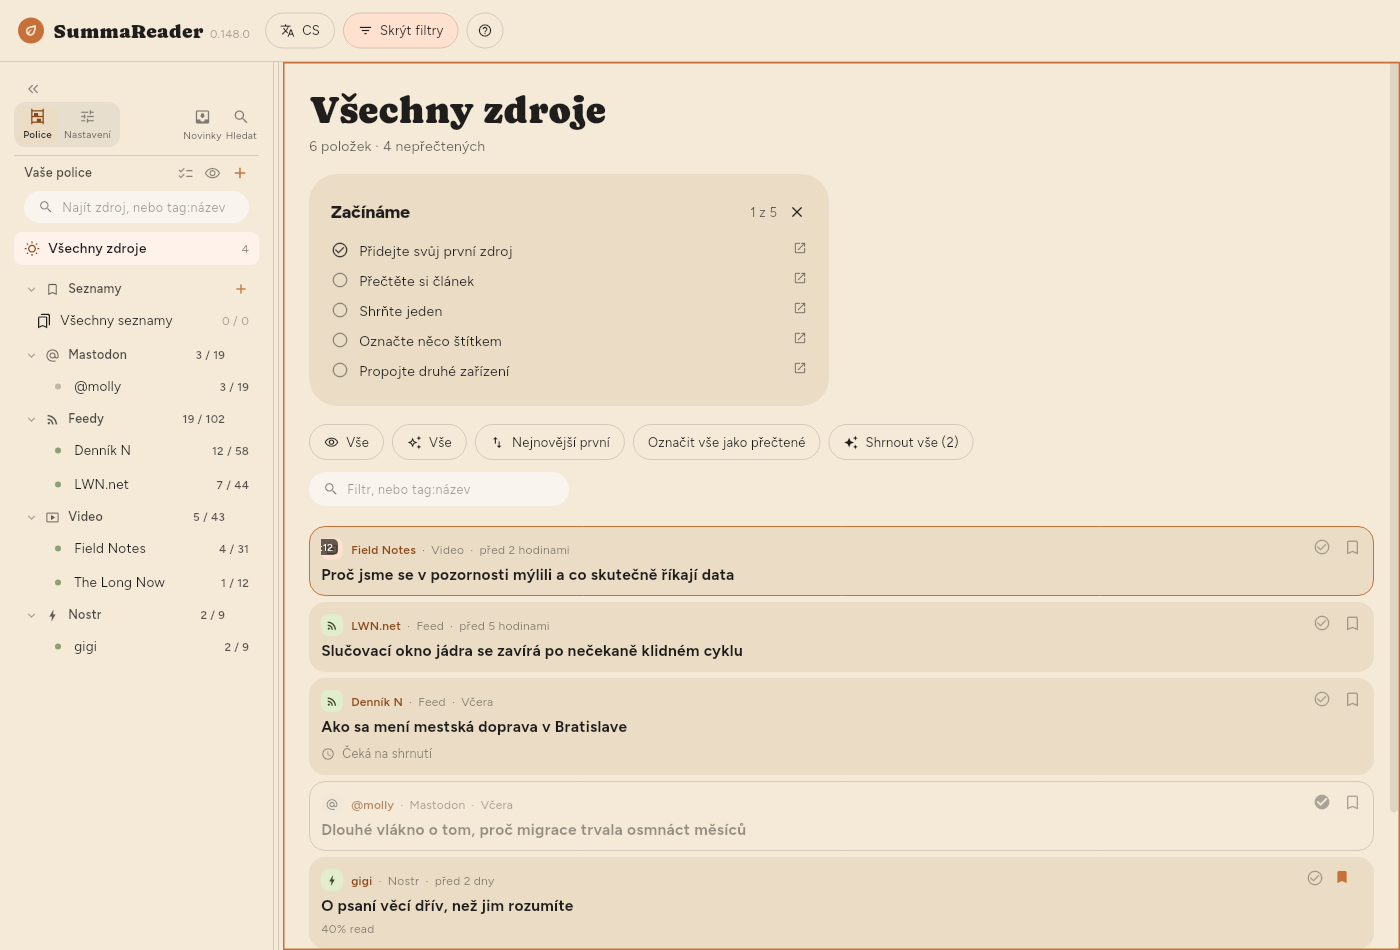 SummaReader 0.148.0 CS Skrýt filtry
Police Nastavení Novinky Hledat
Vaše police
Najít zdroj, nebo tag:název
Všechny zdroje 4
Seznamy
Všechny seznamy 0 / 0
Mastodon 3 / 19
@molly 3 / 19
Feedy 19 / 102
Denník N 12 / 58
LWN.net 7 / 44
Video 5 / 43
Field Notes 4 / 31
The Long Now 1 / 12
Nostr 2 / 9
gigi 2 / 9
Všechny zdroje
6 položek · 4 nepřečtených
Začínáme 1 z 5
Přidejte svůj první zdroj
Přečtěte si článek
Shrňte jeden
Označte něco štítkem
Propojte druhé zařízení
Vše Vše Nejnovější první Označit vše jako přečtené Shrnout vše (2)
Filtr, nebo tag:název
:12 Field Notes · Video · před 2 hodinami
Proč jsme se v pozornosti mýlili a co skutečně říkají data
LWN.net · Feed · před 5 hodinami
Slučovací okno jádra se zavírá po nečekaně klidném cyklu
Denník N · Feed · Včera
Ako sa mení mestská doprava v Bratislave
Čeká na shrnutí
@molly · Mastodon · Včera
Dlouhé vlákno o tom, proč migrace trvala osmnáct měsíců
gigi · Nostr · před 2 dny
O psaní věcí dřív, než jim rozumíte
40% read